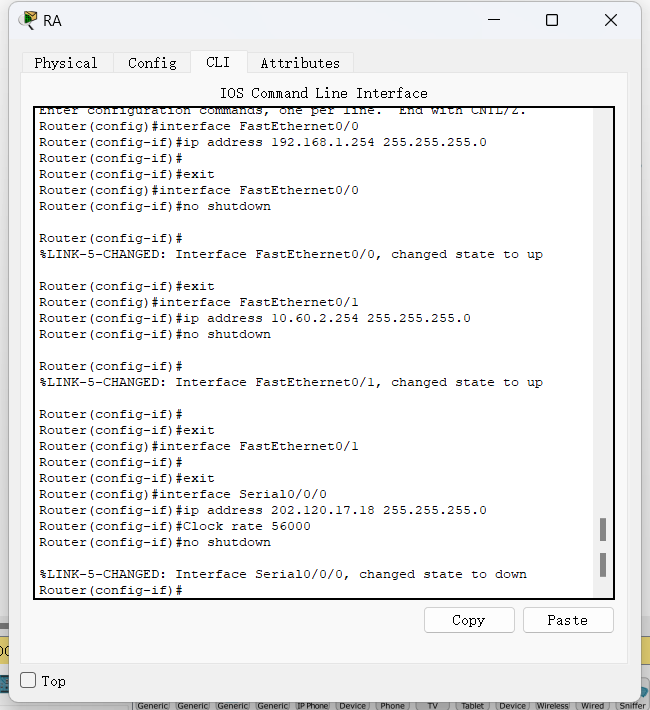 RA
Physical Config CLI Attributes
IOS Command Line Interface
Enter configuration commands, one per line.  End with CNTL/Z.
Router(config)#interface FastEthernet0/0
Router(config-if)#ip address 192.168.1.254 255.255.255.0
Router(config-if)#
Router(config-if)#exit
Router(config)#interface FastEthernet0/0
Router(config-if)#no shutdown
Router(config-if)#
%LINK-5-CHANGED: Interface FastEthernet0/0, changed state to up
Router(config-if)#exit
Router(config)#interface FastEthernet0/1
Router(config-if)#ip address 10.60.2.254 255.255.255.0
Router(config-if)#no shutdown
Router(config-if)#
%LINK-5-CHANGED: Interface FastEthernet0/1, changed state to up
Router(config-if)#
Router(config-if)#exit
Router(config)#interface FastEthernet0/1
Router(config-if)#
Router(config-if)#exit
Router(config)#interface Serial0/0/0
Router(config-if)#ip address 202.120.17.18 255.255.255.0
Router(config-if)#Clock rate 56000
Router(config-if)#no shutdown
%LINK-5-CHANGED: Interface Serial0/0/0, changed state to down
Router(config-if)#
Copy Paste
Top
Generic Generic Generic Generic IP Phone Device Phone TV Tablet Device Wireless Wired Sniffer